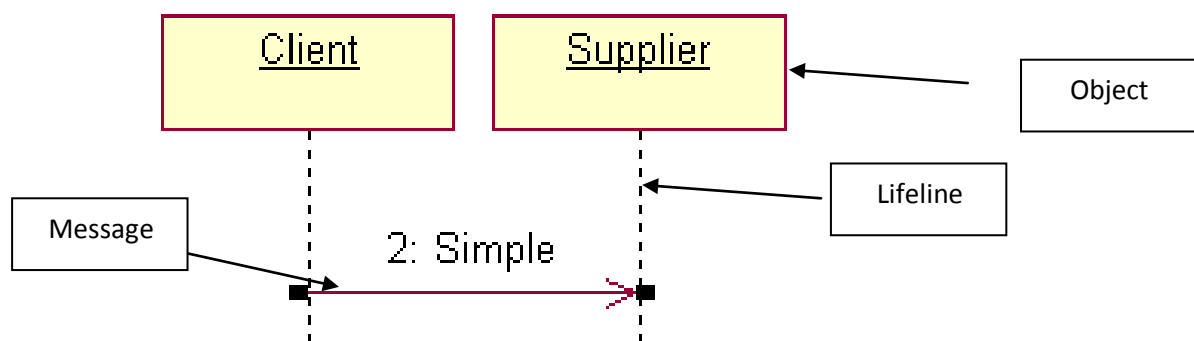 Client
Supplier
Object
Lifeline
Message
2: Simple